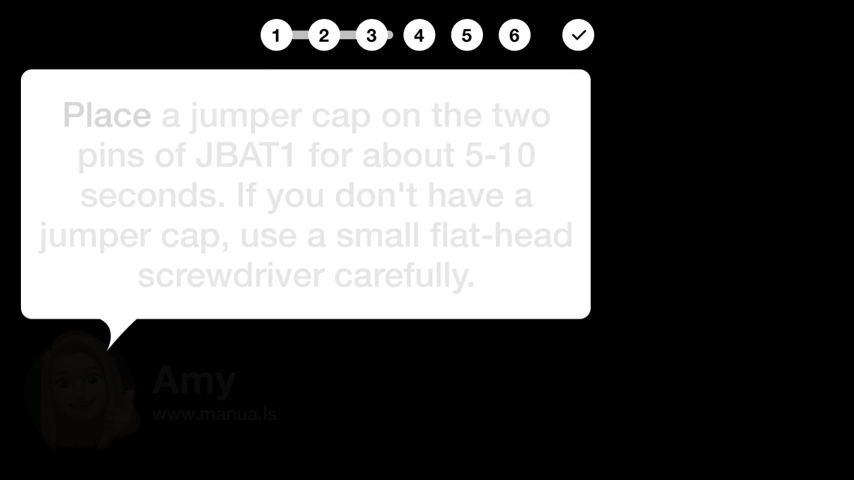 1 2 3 4 5 6
Place a jumper cap on the two
pins of JBAT1 for about 5-10
seconds. If you don't have a
jumper cap, use a small flat-head
screwdriver carefully.
Amy
www.manua.ls